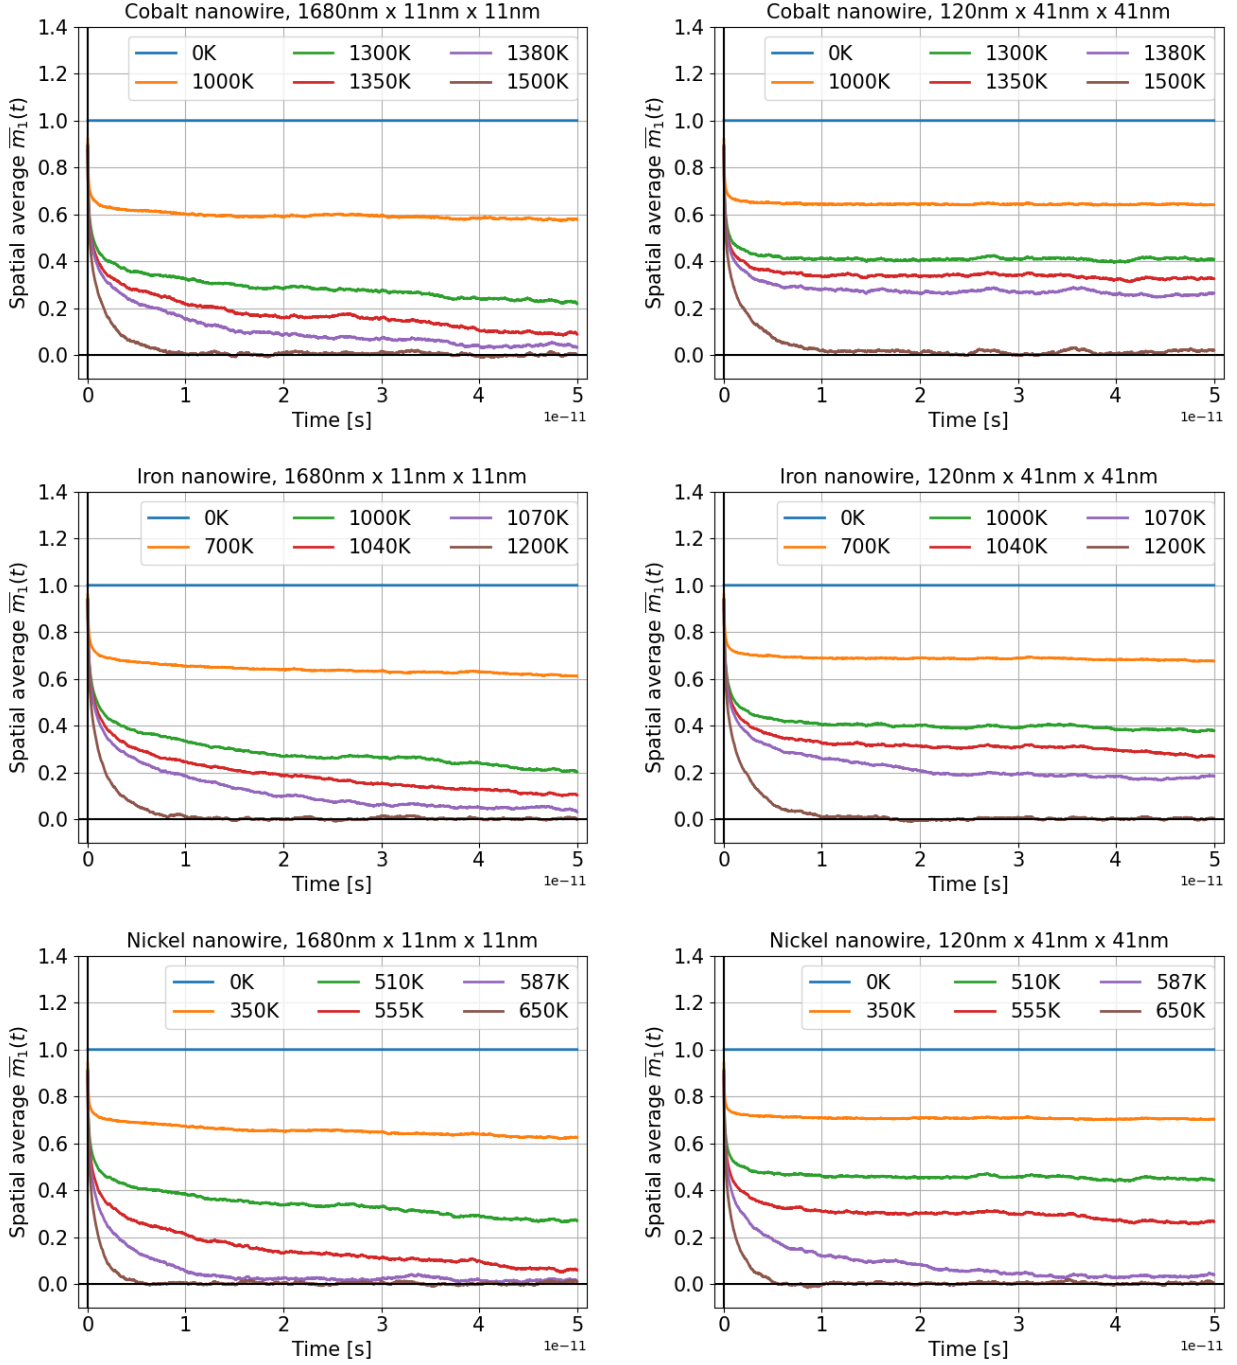 Cobalt nanowire, 1680nm x 11nm x 11nm
Spatial average m̅₁(t)
1.4
1.2
1.0
0.8
0.6
0.4
0.2
0.0
0K 1300K 1380K
1000K 1350K 1500K
0 1 2 3 4 5
Time [s] 1e-11
Cobalt nanowire, 120nm x 41nm x 41nm
Spatial average m̅₁(t)
1.4
1.2
1.0
0.8
0.6
0.4
0.2
0.0
0K 1300K 1380K
1000K 1350K 1500K
0 1 2 3 4 5
Time [s] 1e-11
Iron nanowire, 1680nm x 11nm x 11nm
Spatial average m̅₁(t)
1.4
1.2
1.0
0.8
0.6
0.4
0.2
0.0
0K 1000K 1070K
700K 1040K 1200K
0 1 2 3 4 5
Time [s] 1e-11
Iron nanowire, 120nm x 41nm x 41nm
Spatial average m̅₁(t)
1.4
1.2
1.0
0.8
0.6
0.4
0.2
0.0
0K 1000K 1070K
700K 1040K 1200K
0 1 2 3 4 5
Time [s] 1e-11
Nickel nanowire, 1680nm x 11nm x 11nm
Spatial average m̅₁(t)
1.4
1.2
1.0
0.8
0.6
0.4
0.2
0.0
0K 510K 587K
350K 555K 650K
0 1 2 3 4 5
Time [s] 1e-11
Nickel nanowire, 120nm x 41nm x 41nm
Spatial average m̅₁(t)
1.4
1.2
1.0
0.8
0.6
0.4
0.2
0.0
0K 510K 587K
350K 555K 650K
0 1 2 3 4 5
Time [s] 1e-11